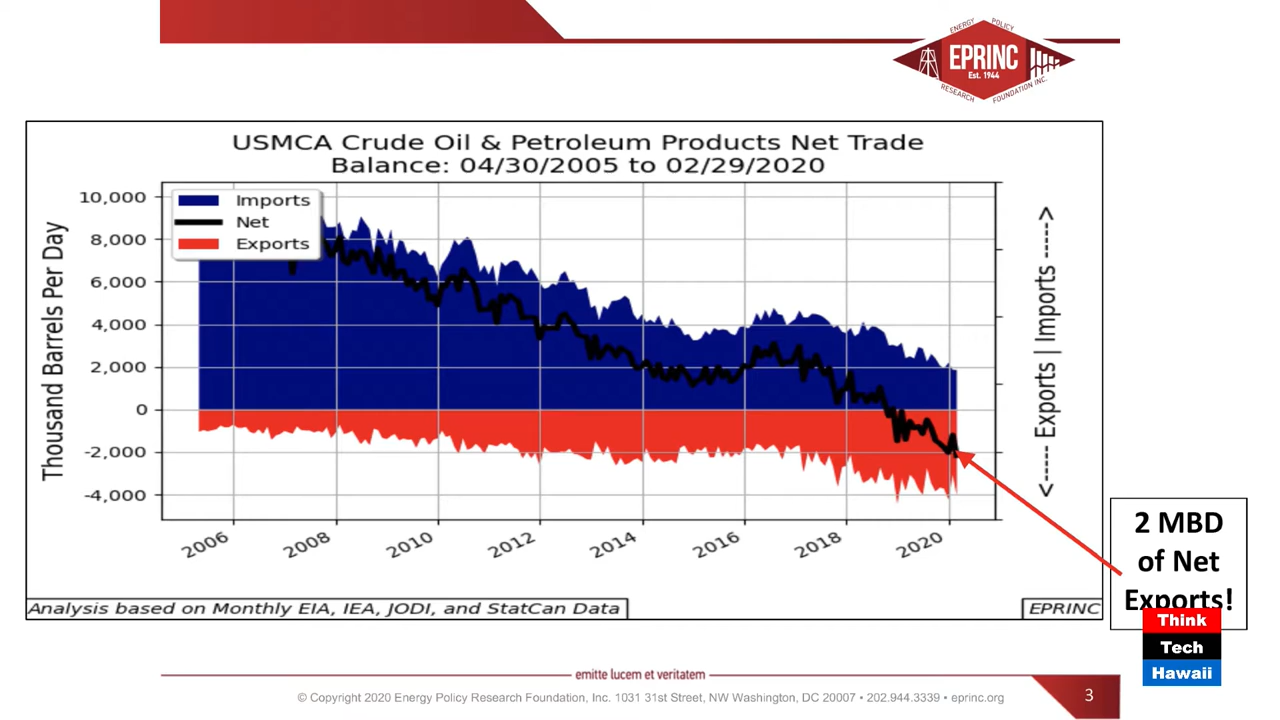 ENERGY POLICY
EPRINC
Est. 1944
RESEARCH FOUNDATION INC.
USMCA Crude Oil & Petroleum Products Net Trade
Balance: 04/30/2005 to 02/29/2020
Imports
Net
Exports
Thousand Barrels Per Day
10,000
8,000
6,000
4,000
2,000
0
-2,000
-4,000
2006 2008 2010 2012 2014 2016 2018 2020
<----- Exports | Imports ----->
2 MBD
of Net
Exports!
Analysis based on Monthly EIA, IEA, JODI, and StatCan Data
EPRINC
Think
Tech
Hawaii
emitte lucem et veritatem
© Copyright 2020 Energy Policy Research Foundation, Inc. 1031 31st Street, NW Washington, DC 20007 • 202.944.3339 • eprinc.org
3